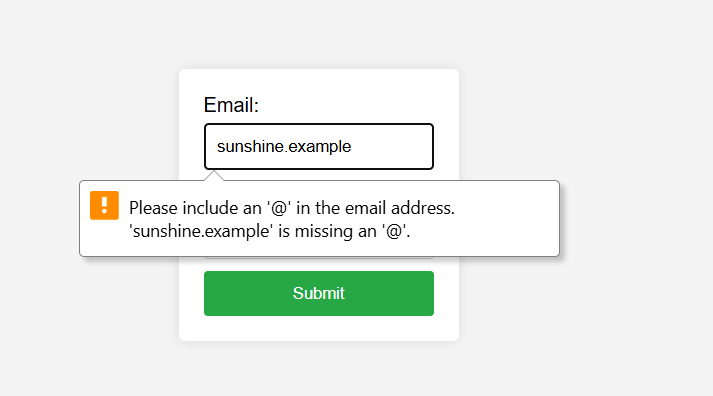 Email:
sunshine.example
Please include an '@' in the email address.
'sunshine.example' is missing an '@'.
Submit